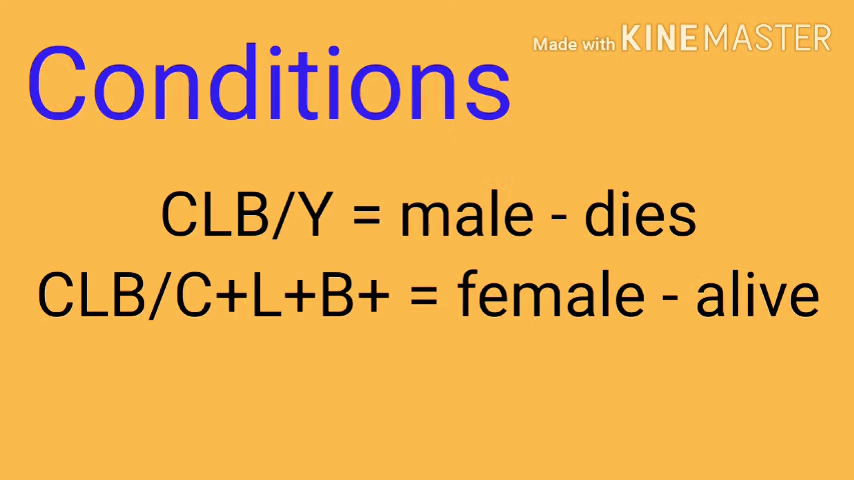 Made with KINEMASTER
Conditions
CLB/Y = male - dies
CLB/C+L+B+ = female - alive